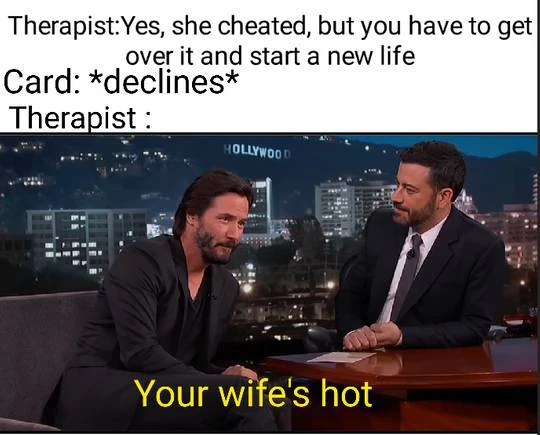 Therapist:Yes, she cheated, but you have to get
over it and start a new life
Card: *declines*
Therapist :
HOLLYWOOD
Your wife's hot